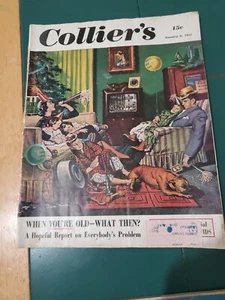 Collier's
15c
WHEN YOU'RE OLD—WHAT THEN?
A Hopeful Report on Everybody's Problem